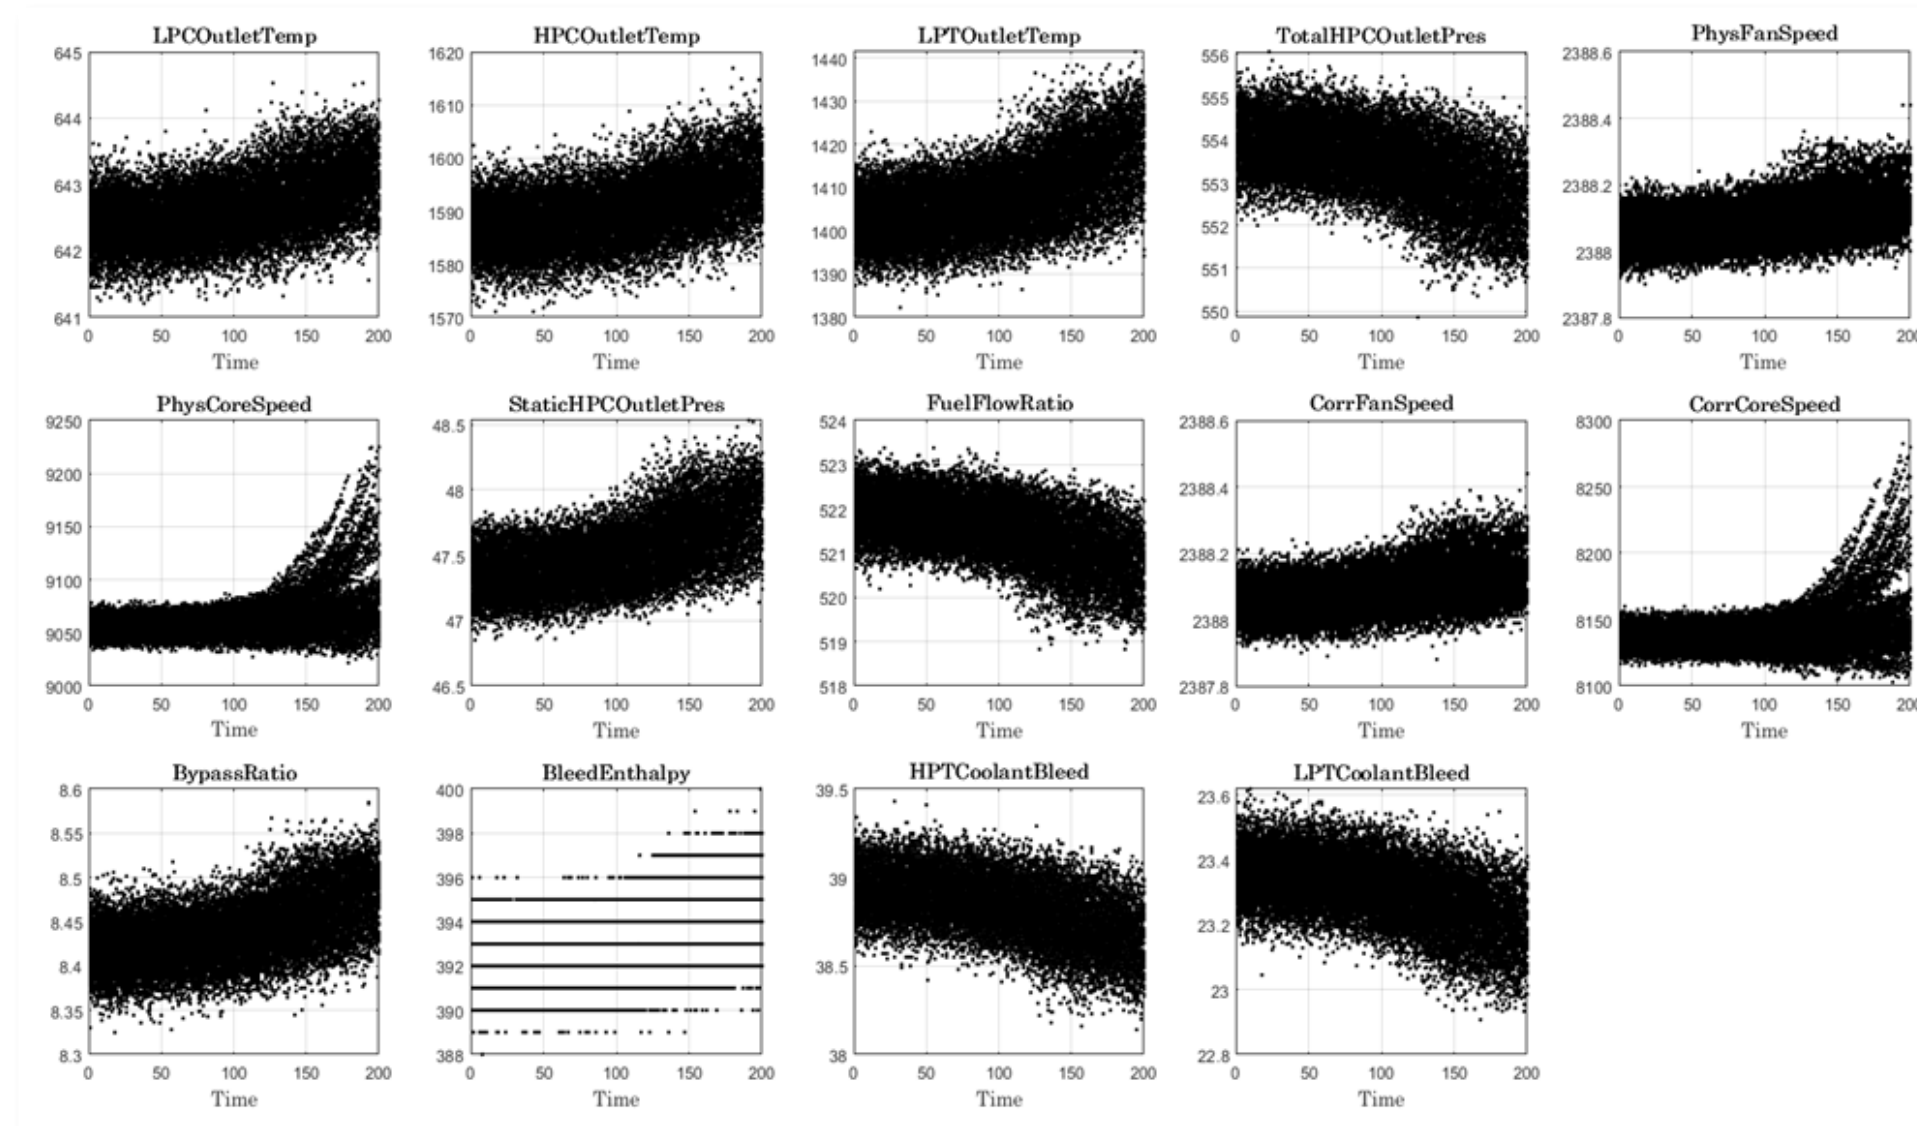 LPCOutletTemp
645
644
643
642
641
0 50 100 150 200
Time
HPCOutletTemp
1620
1610
1600
1590
1580
1570
0 50 100 150 200
Time
LPTOutletTemp
1440
1430
1420
1410
1400
1390
1380
0 50 100 150 200
Time
TotalHPCOutletPres
556
555
554
553
552
551
550
0 50 100 150 200
Time
PhysFanSpeed
2388.6
2388.4
2388.2
2388
2387.8
0 50 100 150 200
Time
PhysCoreSpeed
9250
9200
9150
9100
9050
9000
0 50 100 150 200
Time
StaticHPCOutletPres
48.5
48
47.5
47
46.5
0 50 100 150 200
Time
FuelFlowRatio
524
523
522
521
520
519
518
0 50 100 150 200
Time
CorrFanSpeed
2388.6
2388.4
2388.2
2388
2387.8
0 50 100 150 200
Time
CorrCoreSpeed
8300
8250
8200
8150
8100
0 50 100 150 200
Time
BypassRatio
8.6
8.55
8.5
8.45
8.4
8.35
8.3
0 50 100 150 200
Time
BleedEnthalpy
400
398
396
394
392
390
388
0 50 100 150 200
Time
HPTCoolantBleed
39.5
39
38.5
38
0 50 100 150 200
Time
LPTCoolantBleed
23.6
23.4
23.2
23
22.8
0 50 100 150 200
Time